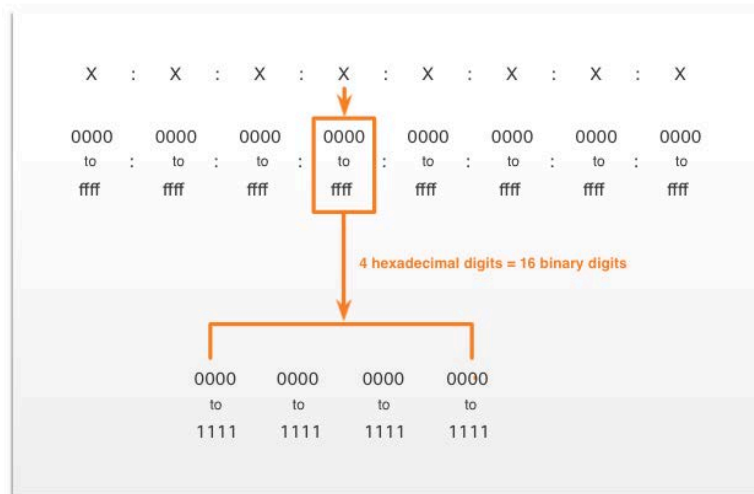 X : X : X : X : X : X : X : X
0000 0000 0000 0000 0000 0000 0000 0000
to : to : to : to : to : to : to : to
ffff ffff ffff ffff ffff ffff ffff ffff
4 hexadecimal digits = 16 binary digits
0000 0000 0000 0000
to to to to
1111 1111 1111 1111